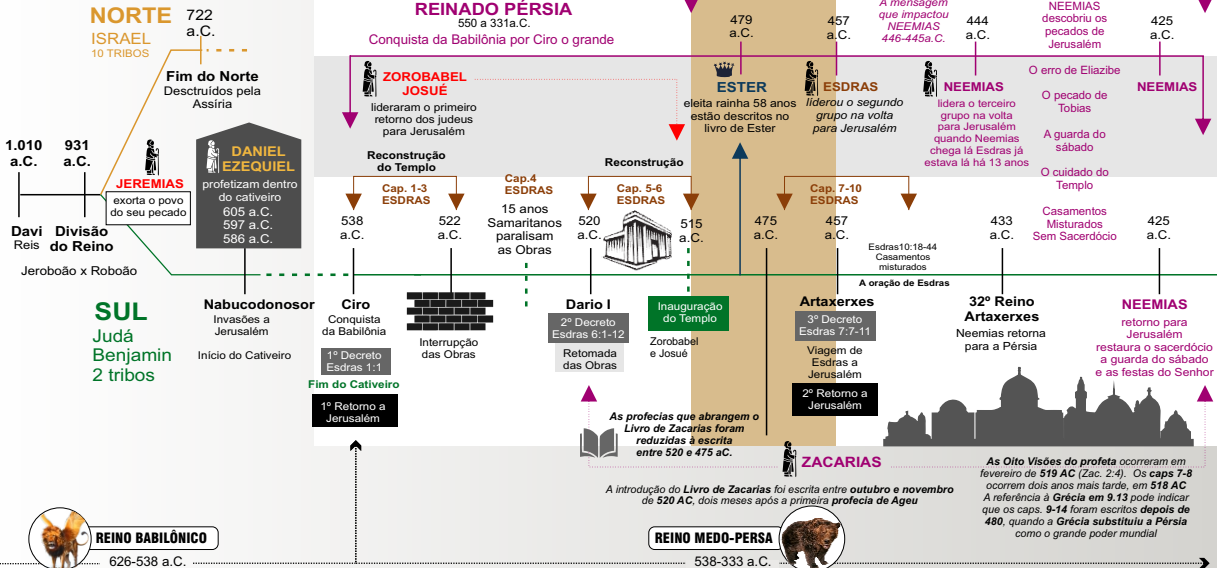 NORTE
ISRAEL
10 TRIBOS
722
a.C.
Fim do Norte
Desctruídos pela
Assíria
REINADO PÉRSIA
550 a 331a.C.
Conquista da Babilônia por Ciro o grande
479
a.C.
457
a.C.
A mensagem
que impactou
NEEMIAS
446-445a.C.
444
a.C.
NEEMIAS
descobriu os
pecados de
Jerusalém
425
a.C.
ZOROBABEL
JOSUÉ
lideraram o primeiro
retorno dos judeus
para Jerusalém
ESTER
eleita rainha 58 anos
estão descritos no
livro de Ester
ESDRAS
liderou o segundo
grupo na volta
para Jerusalém
NEEMIAS
lidera o terceiro
grupo na volta
para Jerusalém
quando Neemias
chega lá Esdras já
estava lá há 13 anos
O erro de Eliazibe
O pecado de
Tobias
A guarda do
sábado
O cuidado do
Templo
Casamentos
Misturados
Sem Sacerdócio
NEEMIAS
1.010
a.C.
931
a.C.
Davi
Reis
Divisão
do Reino
Jeroboão x Roboão
JEREMIAS
exorta o povo
do seu pecado
DANIEL
EZEQUIEL
profetizam dentro
do cativeiro
605 a.C.
597 a.C.
586 a.C.
Reconstrução
do Templo
Cap. 1-3
ESDRAS
538
a.C.
522
a.C.
Cap.4
ESDRAS
15 anos
Samaritanos
paralisam
as Obras
Reconstrução
Cap. 5-6
ESDRAS
520
a.C.
515
a.C.
475
a.C.
Cap. 7-10
ESDRAS
457
a.C.
Esdras10:18-44
Casamentos
misturados
A oração de Esdras
433
a.C.
425
a.C.
SUL
Judá
Benjamin
2 tribos
Nabucodonosor
Invasões a
Jerusalém
Início do Cativeiro
Ciro
Conquista
da Babilônia
1º Decreto
Esdras 1:1
Fim do Cativeiro
1º Retorno a
Jerusalém
Interrupção
das Obras
Dario I
2º Decreto
Esdras 6:1-12
Retomada
das Obras
Inauguração
do Templo
Zorobabel
e Josué
Artaxerxes
3º Decreto
Esdras 7:7-11
Viagem de
Esdras a
Jerusalém
2º Retorno a
Jerusalém
32º Reino
Artaxerxes
Neemias retorna
para a Pérsia
NEEMIAS
retorno para
Jerusalém
restaura o sacerdócio
a guarda do sábado
e as festas do Senhor
As profecias que abrangem o
Livro de Zacarias foram
reduzidas à escrita
entre 520 e 475 aC.
ZACARIAS
A introdução do Livro de Zacarias foi escrita entre outubro e novembro
de 520 AC, dois meses após a primeira profecia de Ageu
As Oito Visões do profeta ocorreram em
fevereiro de 519 AC (Zac. 2:4). Os caps 7-8
ocorrem dois anos mais tarde, em 518 AC
A referência à Grécia em 9.13 pode indicar
que os caps. 9-14 foram escritos depois de
480, quando a Grécia substituiu a Pérsia
como o grande poder mundial
REINO BABILÔNICO
626-538 a.C.
REINO MEDO-PERSA
538-333 a.C.